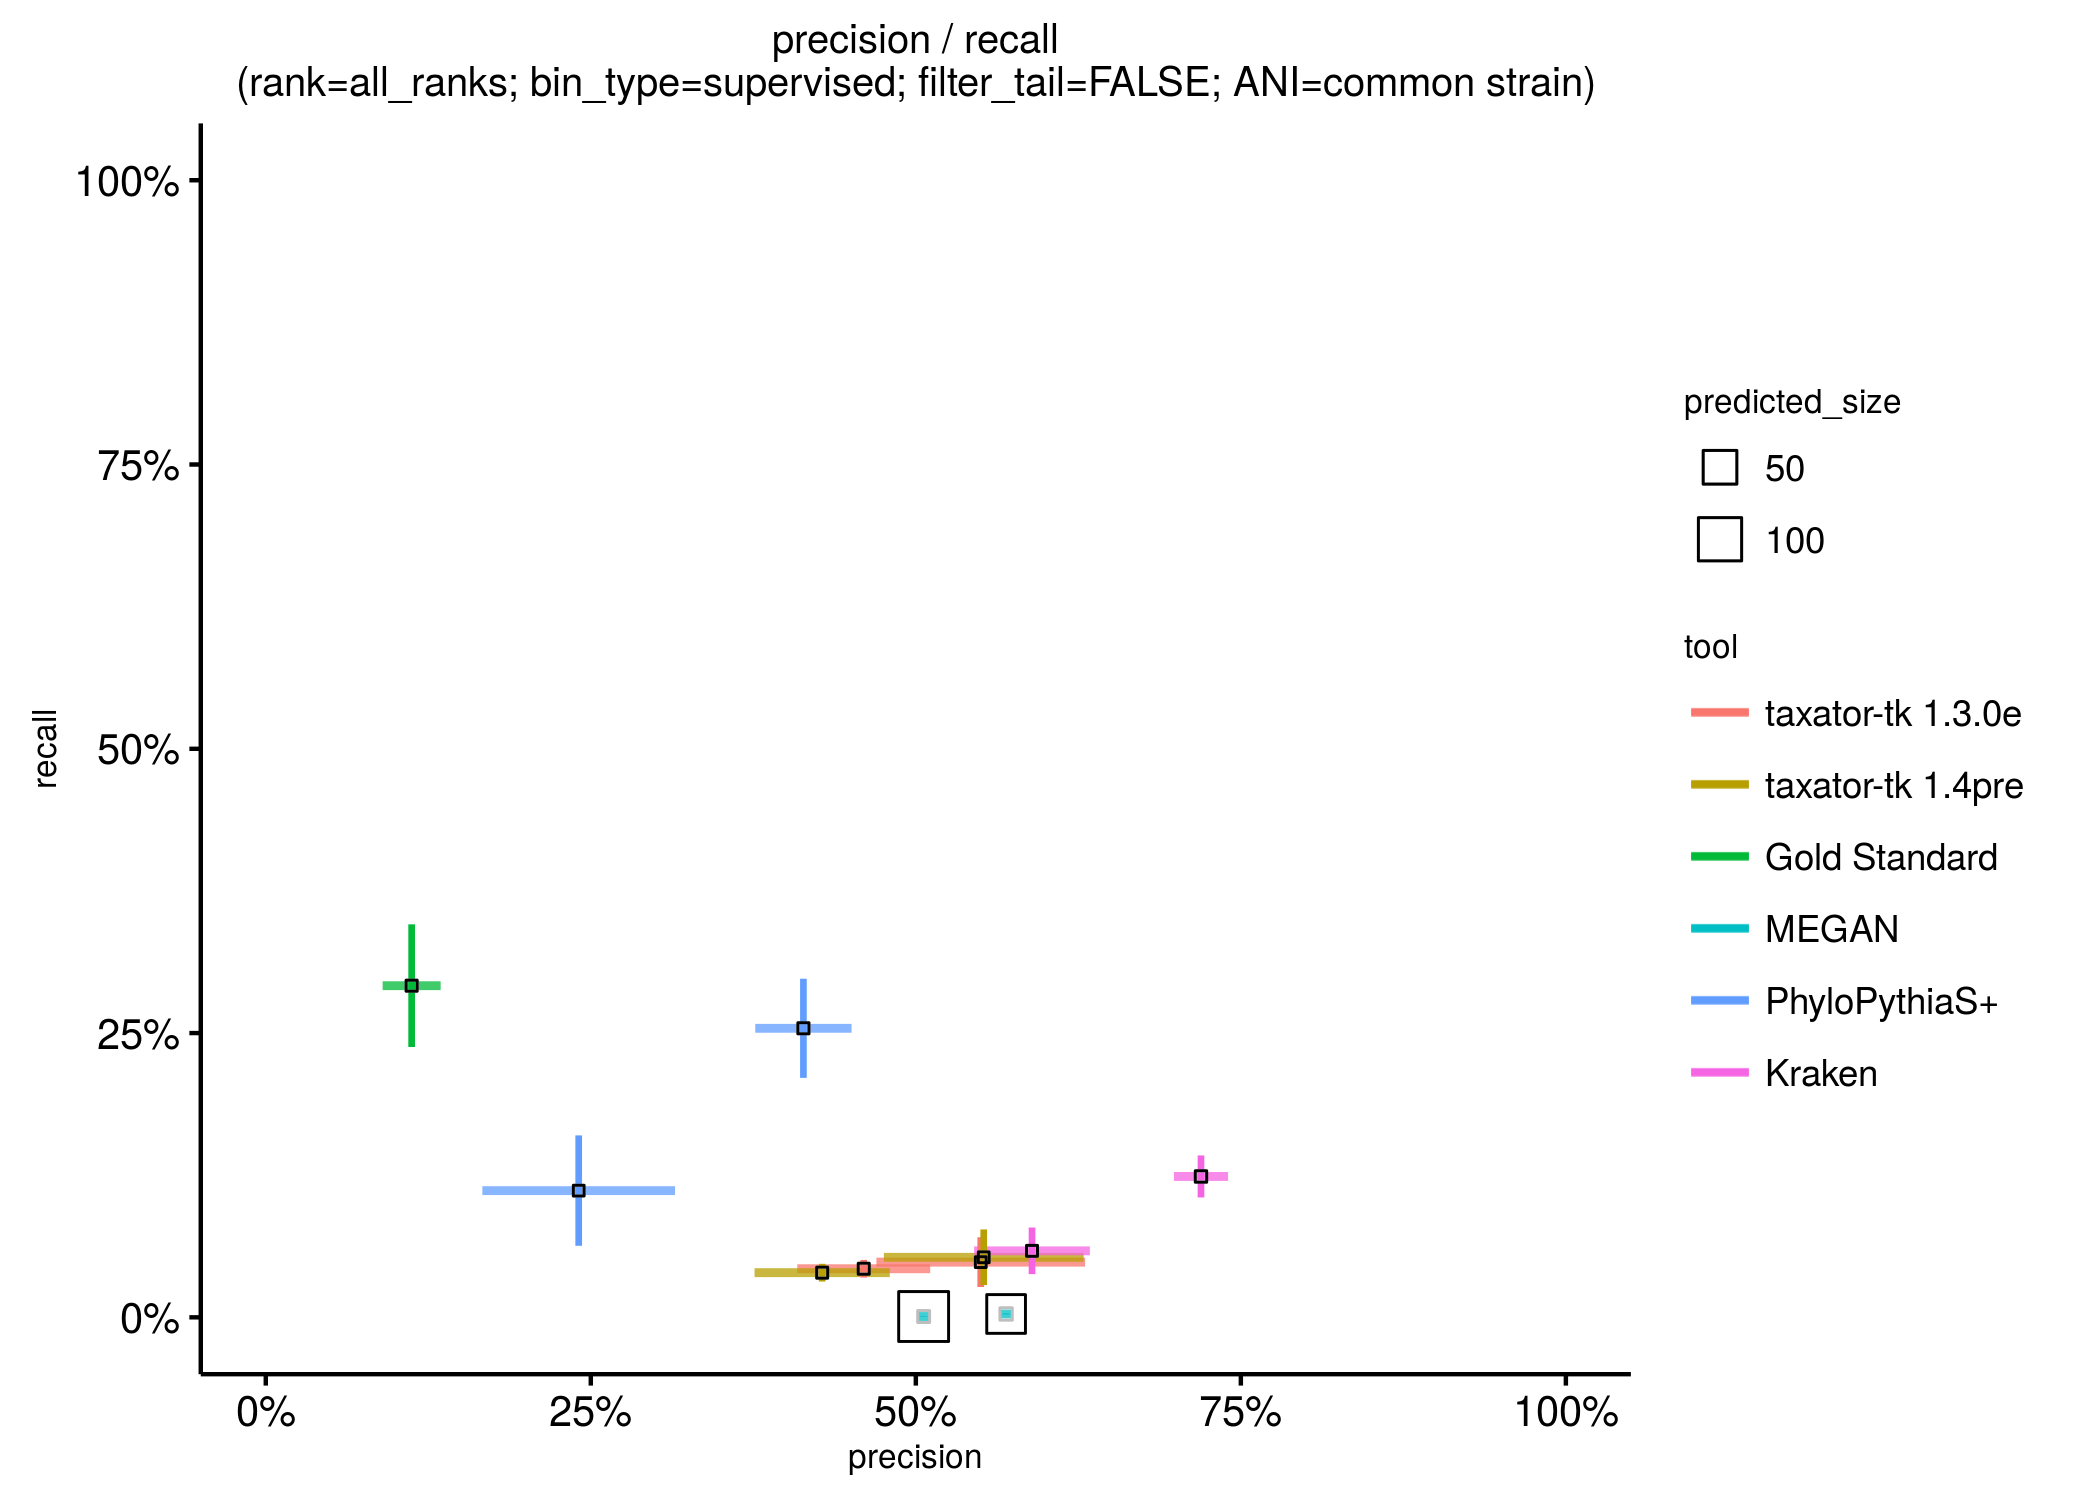 precision / recall
(rank=all_ranks; bin_type=supervised; filter_tail=FALSE; ANI=common strain)
100%
75%
50%
25%
0%
recall
0%
25%
50%
75%
100%
precision
predicted_size
50
100
tool
taxator-tk 1.3.0e
taxator-tk 1.4pre
Gold Standard
MEGAN
PhyloPythiaS+
Kraken